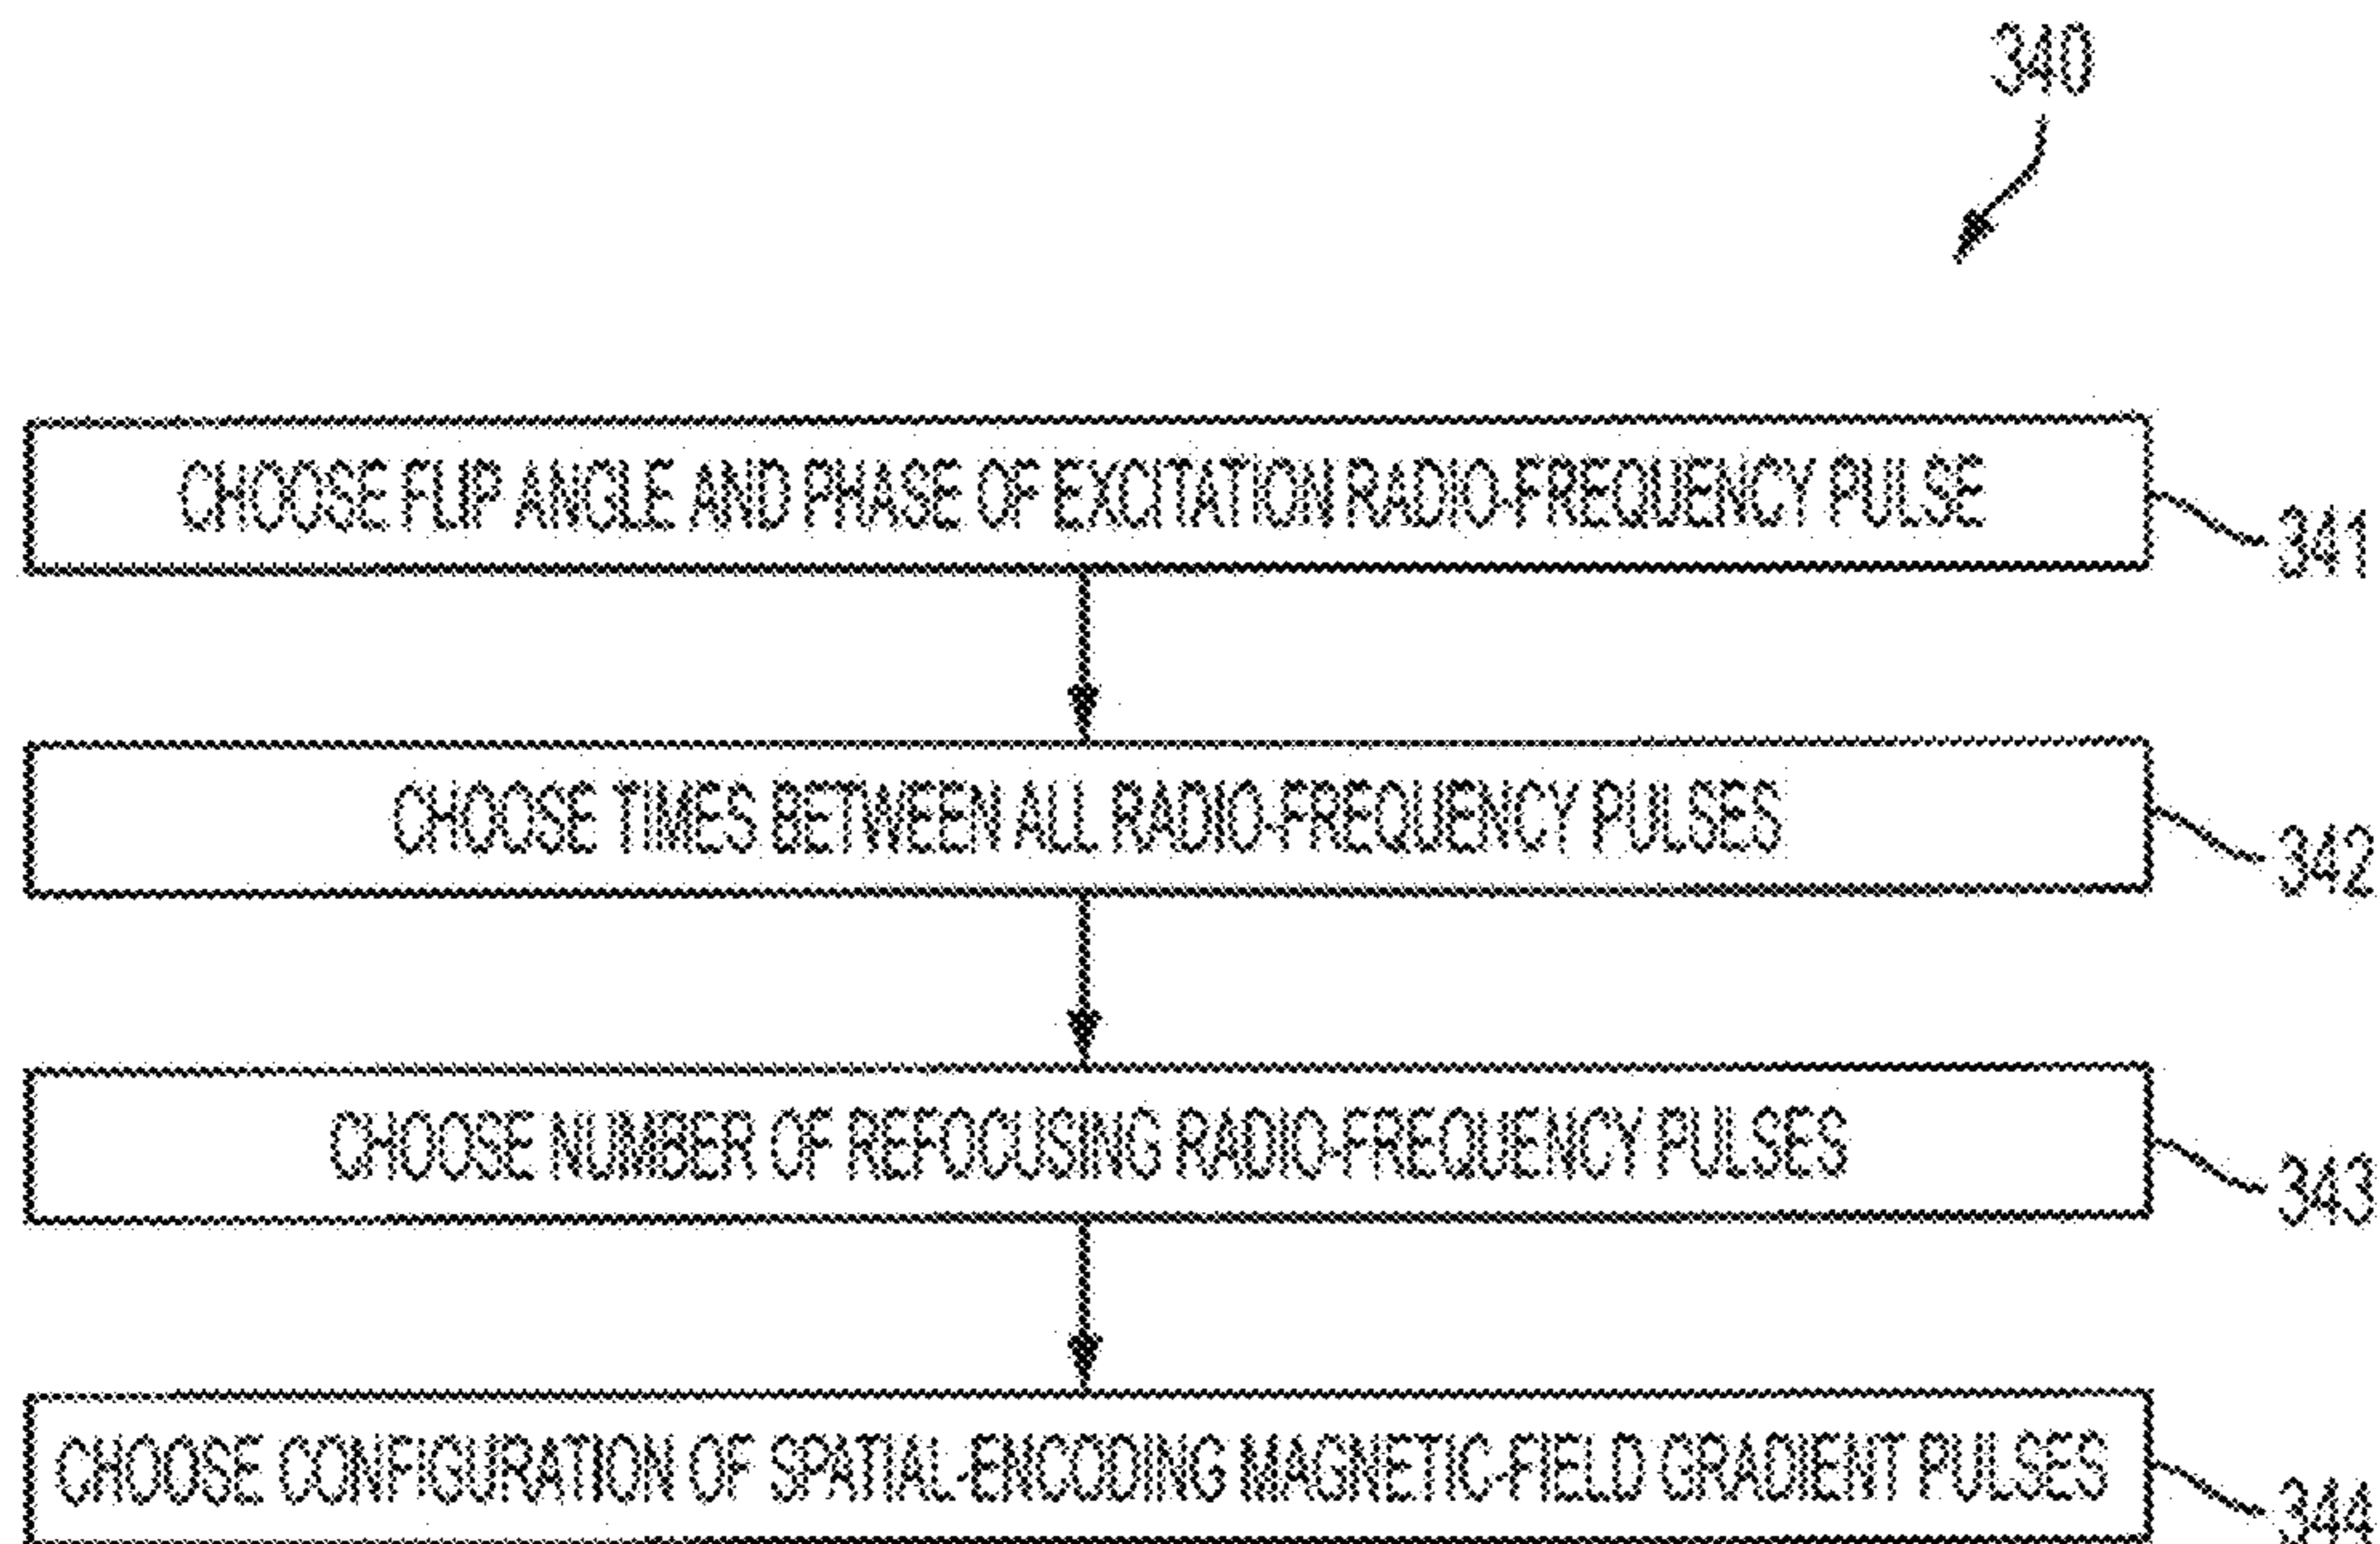 340
CHOOSE FLIP ANGLE AND PHASE OF EXCITATION RADIO-FREQUENCY PULSE
341
CHOOSE TIMES BETWEEN ALL RADIO-FREQUENCY PULSES
342
CHOOSE NUMBER OF REFOCUSING RADIO-FREQUENCY PULSES
343
CHOOSE CONFIGURATION OF SPATIAL-ENCODING MAGNETIC-FIELD GRADIENT PULSES
344